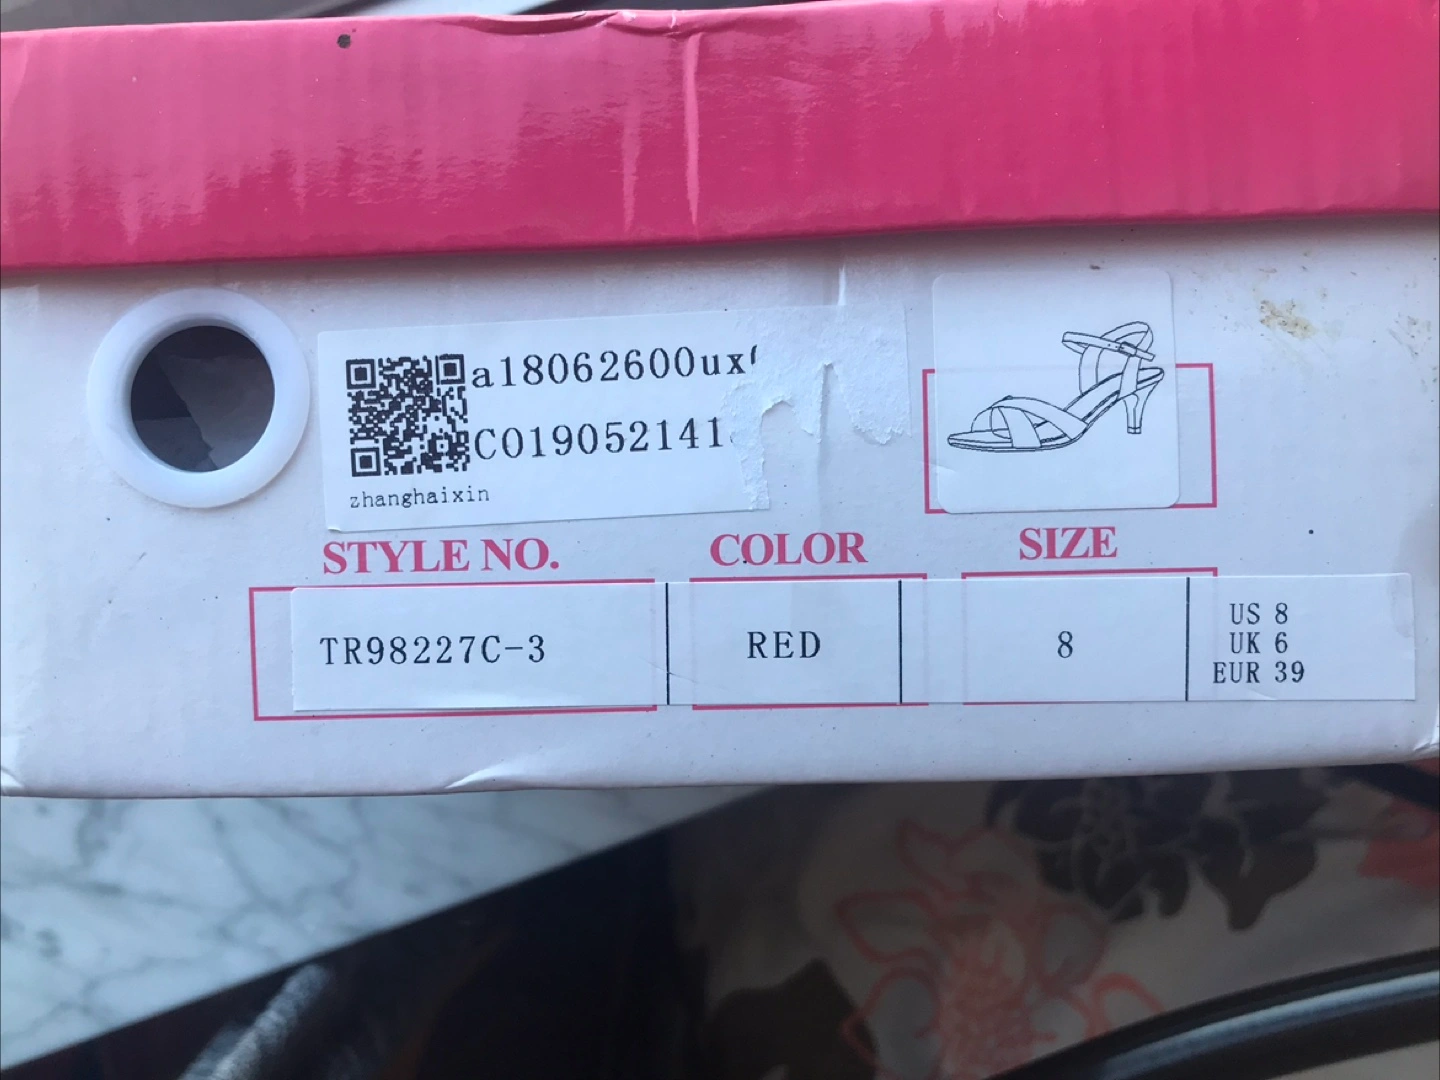 a18062600ux
C019052141
zhanghaixin
STYLE NO. COLOR SIZE
TR98227C-3 RED 8
US 8
UK 6
EUR 39